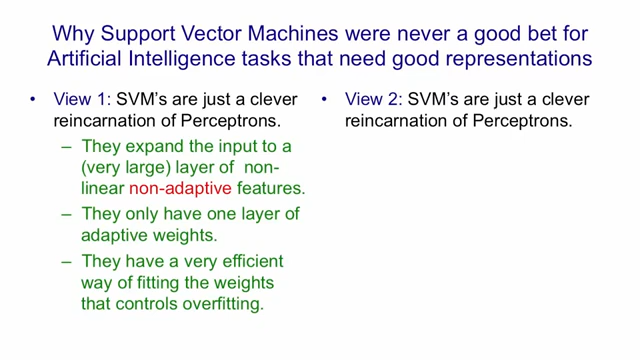 Why Support Vector Machines were never a good bet for
Artificial Intelligence tasks that need good representations
• View 1: SVM's are just a clever
reincarnation of Perceptrons.
– They expand the input to a
(very large) layer of non-
linear non-adaptive features.
– They only have one layer of
adaptive weights.
– They have a very efficient
way of fitting the weights
that controls overfitting.
• View 2: SVM's are just a clever
reincarnation of Perceptrons.